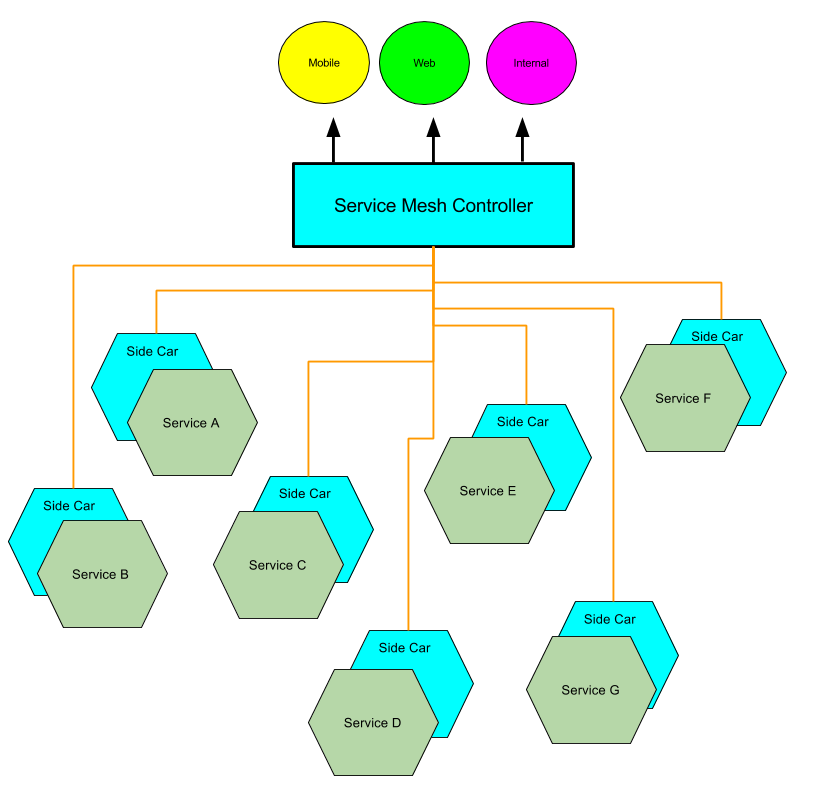 Mobile
Web
Internal
Service Mesh Controller
Side Car
Service F
Side Car
Service A
Side Car
Service E
Side Car
Service C
Side Car
Service B
Side Car
Service G
Side Car
Service D